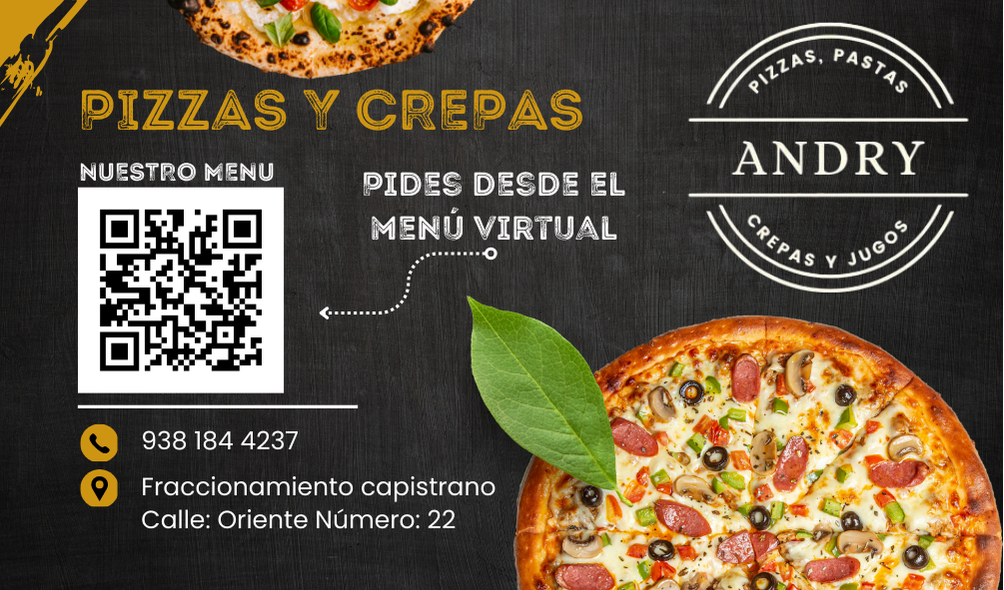 PIZZAS Y CREPAS
NUESTRO MENU
PIDES DESDE EL
MENÚ VIRTUAL
PIZZAS, PASTAS
ANDRY
CREPAS Y JUGOS
938 184 4237
Fraccionamiento capistrano
Calle: Oriente Número: 22